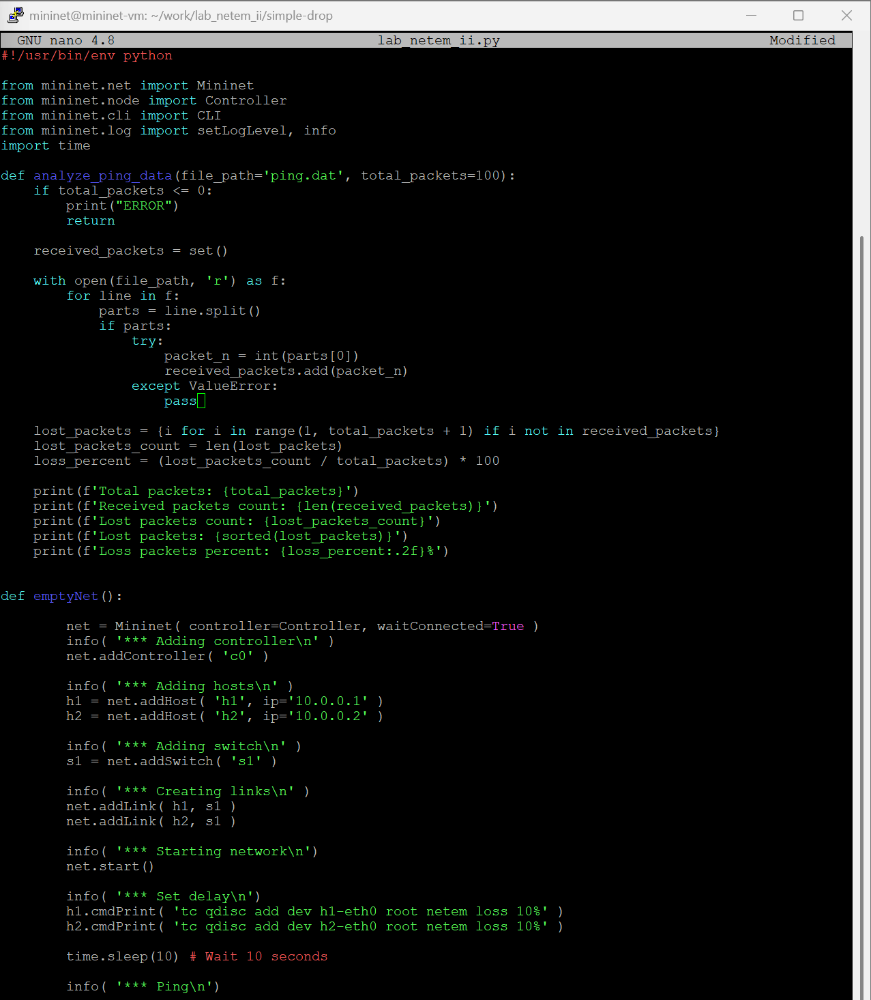 mininet@mininet-vm: ~/work/lab_netem_ii/simple-drop
GNU nano 4.8 lab_netem_ii.py Modified
#!/usr/bin/env python

from mininet.net import Mininet
from mininet.node import Controller
from mininet.cli import CLI
from mininet.log import setLogLevel, info
import time

def analyze_ping_data(file_path='ping.dat', total_packets=100):
    if total_packets <= 0:
        print("ERROR")
        return

    received_packets = set()

    with open(file_path, 'r') as f:
        for line in f:
            parts = line.split()
            if parts:
                try:
                    packet_n = int(parts[0])
                    received_packets.add(packet_n)
                except ValueError:
                    pass

    lost_packets = {i for i in range(1, total_packets + 1) if i not in received_packets}
    lost_packets_count = len(lost_packets)
    loss_percent = (lost_packets_count / total_packets) * 100

    print(f'Total packets: {total_packets}')
    print(f'Received packets count: {len(received_packets)}')
    print(f'Lost packets count: {lost_packets_count}')
    print(f'Lost packets: {sorted(lost_packets)}')
    print(f'Loss packets percent: {loss_percent:.2f}%')


def emptyNet():

        net = Mininet( controller=Controller, waitConnected=True )
        info( '*** Adding controller\n' )
        net.addController( 'c0' )

        info( '*** Adding hosts\n' )
        h1 = net.addHost( 'h1', ip='10.0.0.1' )
        h2 = net.addHost( 'h2', ip='10.0.0.2' )

        info( '*** Adding switch\n' )
        s1 = net.addSwitch( 's1' )

        info( '*** Creating links\n' )
        net.addLink( h1, s1 )
        net.addLink( h2, s1 )

        info( '*** Starting network\n')
        net.start()

        info( '*** Set delay\n')
        h1.cmdPrint( 'tc qdisc add dev h1-eth0 root netem loss 10%' )
        h2.cmdPrint( 'tc qdisc add dev h2-eth0 root netem loss 10%' )

        time.sleep(10) # Wait 10 seconds

        info( '*** Ping\n')